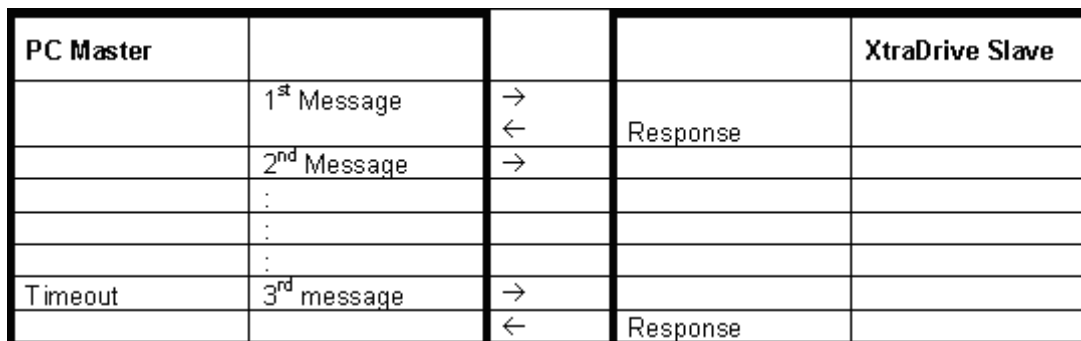 PC Master XtraDrive Slave
1st Message →
← Response
2nd Message →
:
:
:
Timeout 3rd message →
← Response